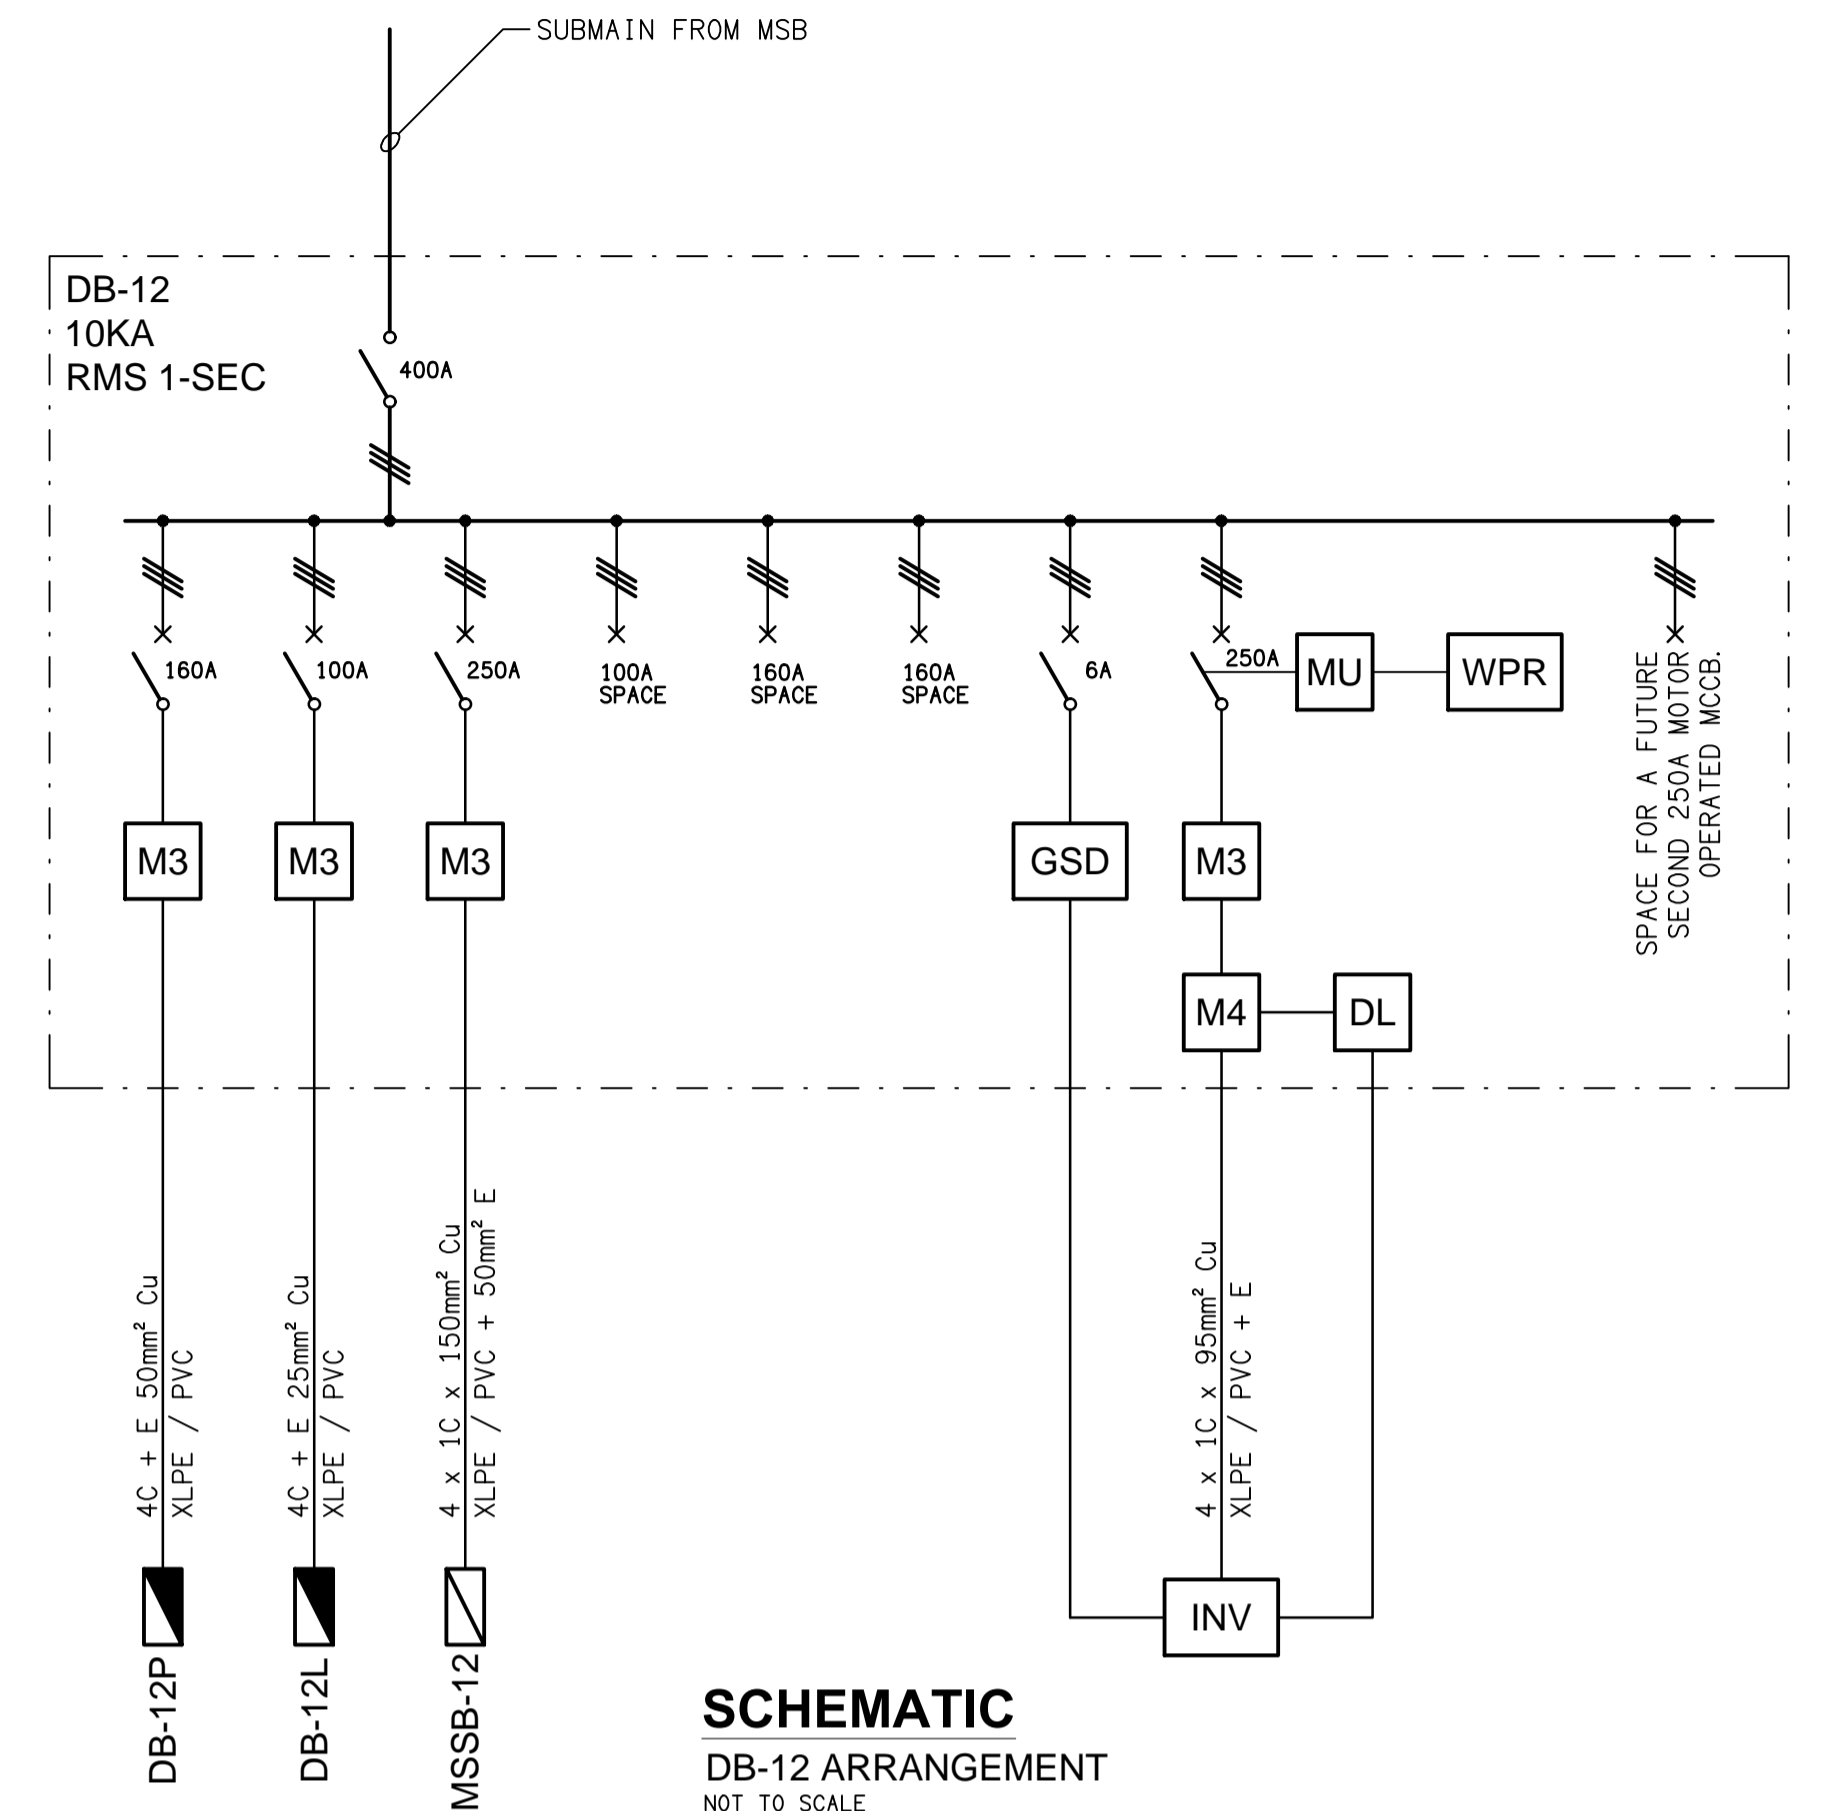 SUBMAIN FROM MSB
DB-12
10KA
RMS 1-SEC
400A
160A
100A
250A
100A
SPACE
160A
SPACE
160A
SPACE
6A
250A
MU
WPR
SPACE FOR A FUTURE
SECOND 250A MOTOR
OPERATED MCCB.
M3
M3
M3
GSD
M3
M4
DL
4C + E 50mm² Cu
XLPE / PVC
4C + E 25mm² Cu
XLPE / PVC
4 x 1C x 150mm² Cu
XLPE / PVC + 50mm² E
4 x 1C x 95mm² Cu
XLPE / PVC + E
INV
DB-12P
DB-12L
MSSB-12
SCHEMATIC
DB-12 ARRANGEMENT
NOT TO SCALE